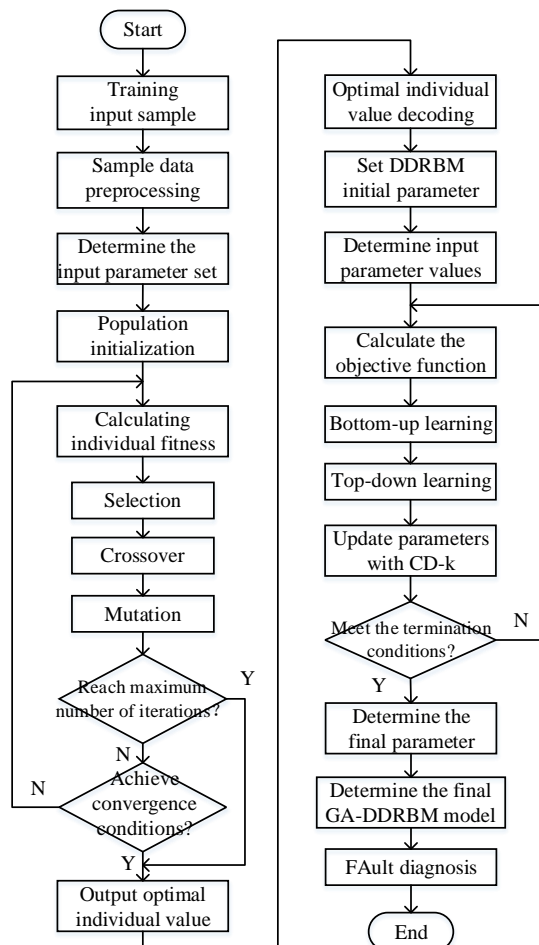 Start
Training
input sample
Sample data
preprocessing
Determine the
input parameter set
Population
initialization
Calculating
individual fitness
Selection
Crossover
Mutation
Reach maximum
number of iterations?
Y
N
Achieve
convergence
conditions?
N
Y
Output optimal
individual value
Optimal individual
value decoding
Set DDRBM
initial parameter
Determine input
parameter values
Calculate the
objective function
Bottom-up learning
Top-down learning
Update parameters
with CD-k
Meet the termination
conditions?
N
Y
Determine the
final parameter
Determine the final
GA-DDRBM model
FAult diagnosis
End